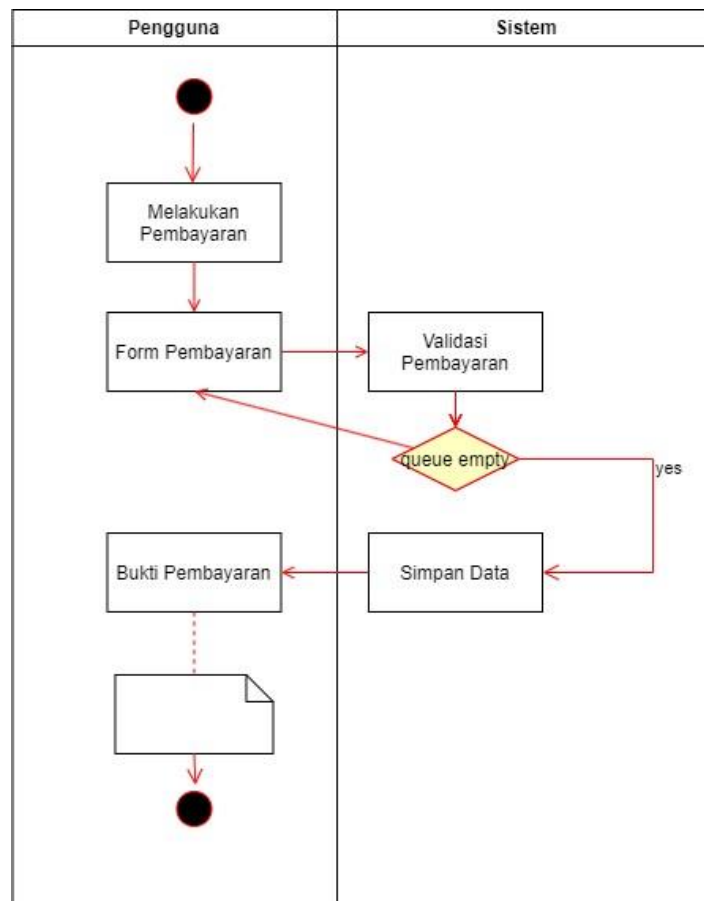 Pengguna
Sistem
Melakukan
Pembayaran
Form Pembayaran
Validasi
Pembayaran
queue empty
yes
Bukti Pembayaran
Simpan Data